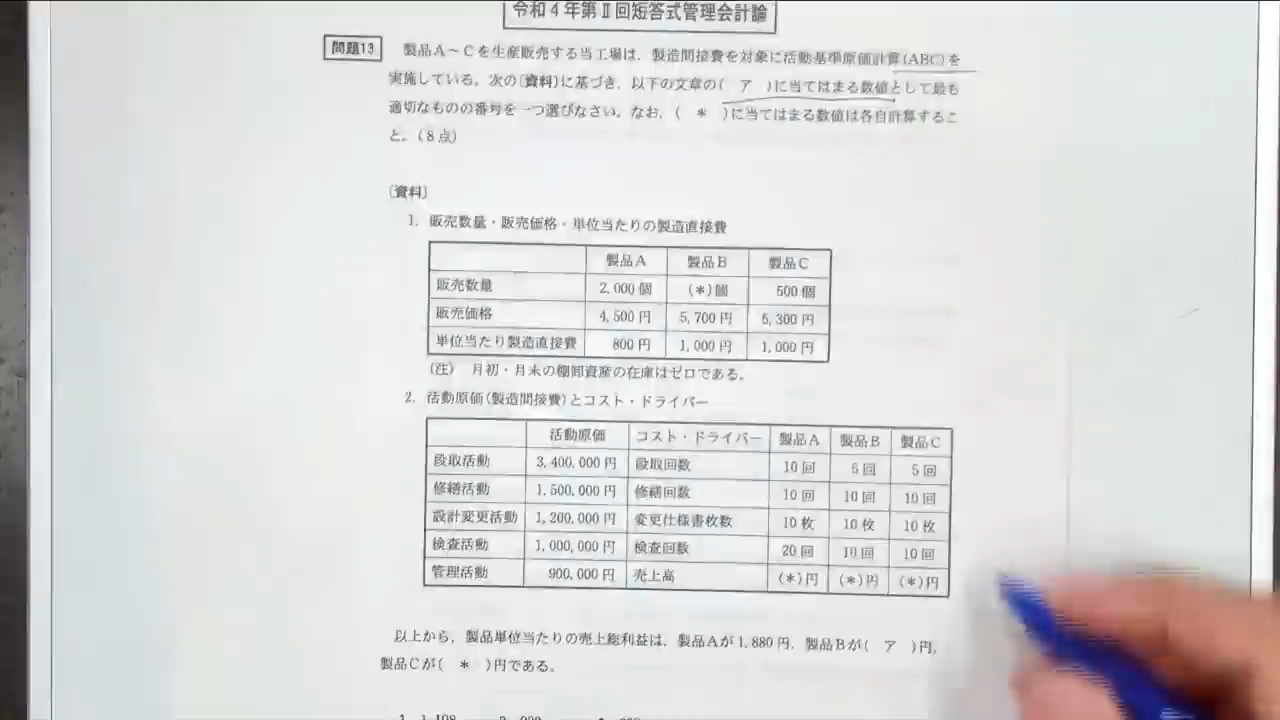 令和4年第Ⅱ回短答式管理会計論
問題13 製品A~Cを生産販売する当工場は、製造間接費を対象に活動基準原価計算(ABC)を
実施している。次の〔資料〕に基づき、以下の文章の( ア )に当てはまる数値として最も
適切なものの番号を一つ選びなさい。なお、( * )に当てはまる数値は各自計算するこ
と。(8点)
〔資料〕
1. 販売数量・販売価格・単位当たりの製造直接費
製品A 製品B 製品C
販売数量 2,000個 (*)個 500個
販売価格 4,500円 5,700円 6,300円
単位当たり製造直接費 800円 1,000円 1,000円
(注) 月初・月末の棚卸資産の在庫はゼロである。
2. 活動原価(製造間接費)とコスト・ドライバー
活動原価 コスト・ドライバー 製品A 製品B 製品C
段取活動 3,400,000円 段取回数 10回 5回 5回
修繕活動 1,500,000円 修繕回数 10回 10回 10回
設計変更活動 1,200,000円 変更仕様書枚数 10枚 10枚 10枚
検査活動 1,000,000円 検査回数 20回 10回 10回
管理活動 900,000円 売上高 (*)円 (*)円 (*)円
以上から、製品単位当たりの売上総利益は、製品Aが1,880円、製品Bが( ア )円、
製品Cが( * )円である。